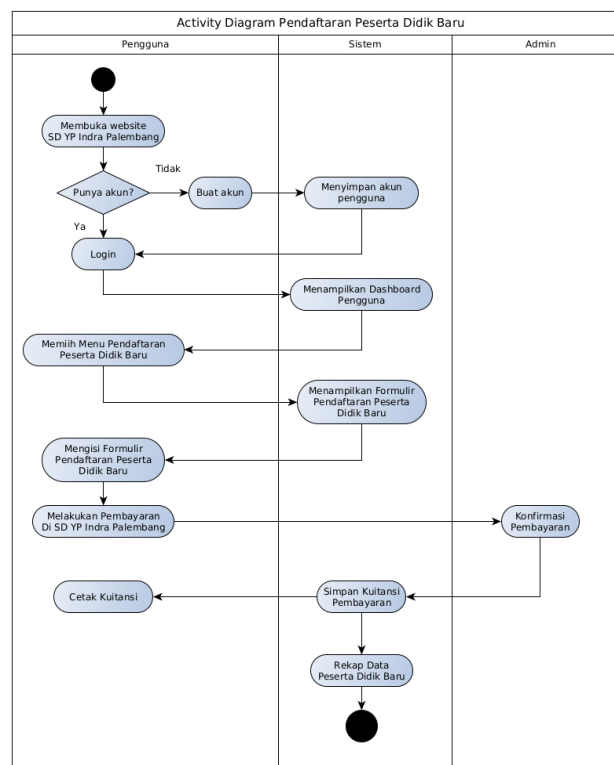 Activity Diagram Pendaftaran Peserta Didik Baru
Pengguna
Sistem
Admin
Membuka website
SD YP Indra Palembang
Tidak
Punya akun?
Buat akun
Menyimpan akun
pengguna
Ya
Login
Menampilkan Dashboard
Pengguna
Memiih Menu Pendaftaran
Peserta Didik Baru
Menampilkan Formulir
Pendaftaran Peserta
Didik Baru
Mengisi Formulir
Pendaftaran Peserta
Didik Baru
Melakukan Pembayaran
Di SD YP Indra Palembang
Konfirmasi
Pembayaran
Cetak Kuitansi
Simpan Kuitansi
Pembayaran
Rekap Data
Peserta Didik Baru